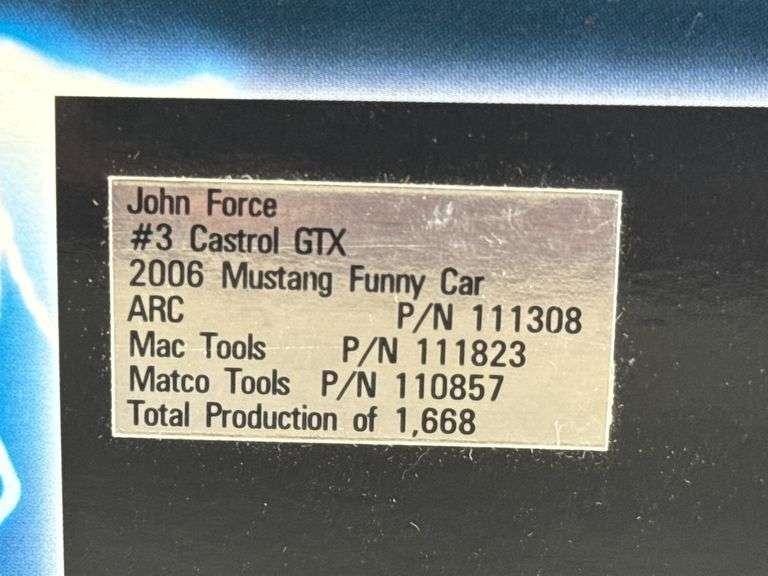 John Force
#3 Castrol GTX
2006 Mustang Funny Car
ARC P/N 111308
Mac Tools P/N 111823
Matco Tools P/N 110857
Total Production of 1,668